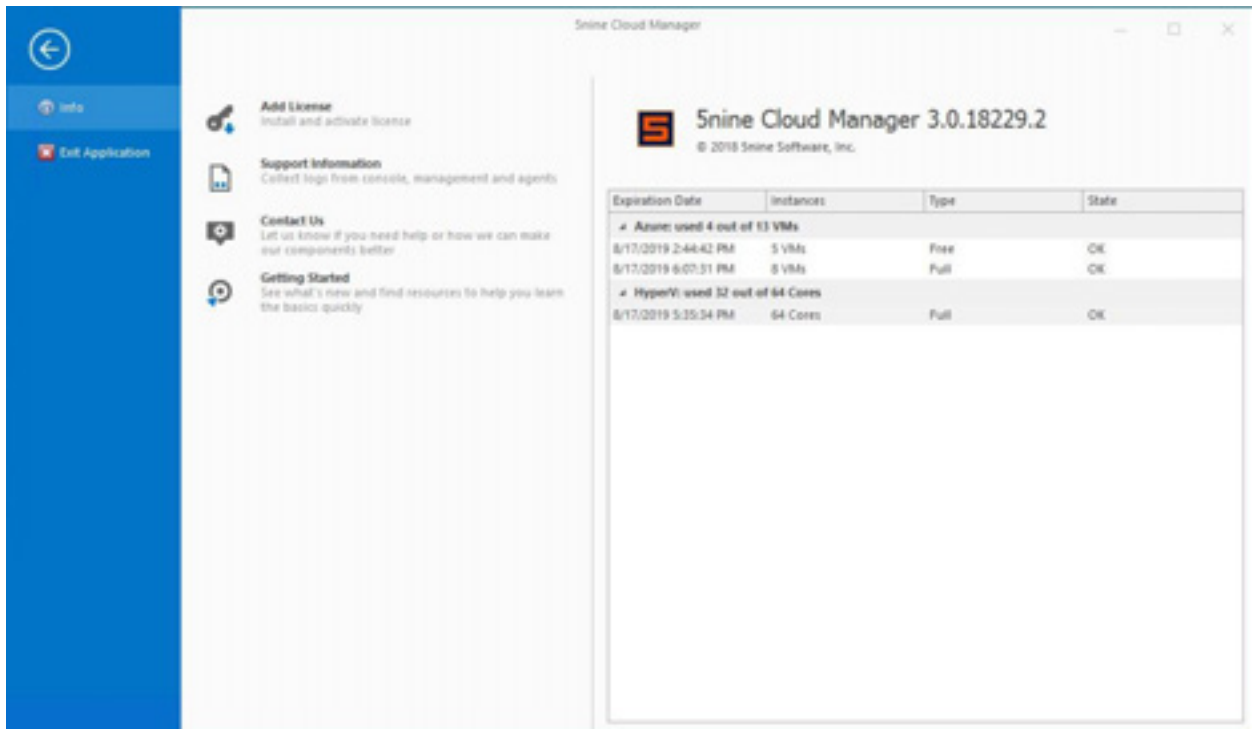 5nine Cloud Manager
Info
Exit Application
Add License
Install and activate license
Support Information
Collect logs from console, management and agents
Contact Us
Let us know if you need help or how we can make
our components better
Getting Started
See what's new and find resources to help you learn
the basics quickly
5
5nine Cloud Manager 3.0.18229.2
© 2018 5nine Software, Inc.
Expiration Date Instances Type State
Azure: used 4 out of 13 VMs
8/17/2019 2:44:42 PM 5 VMs Free OK
8/17/2019 6:07:31 PM 8 VMs Full OK
HyperV: used 32 out of 64 Cores
8/17/2019 5:35:34 PM 64 Cores Full OK